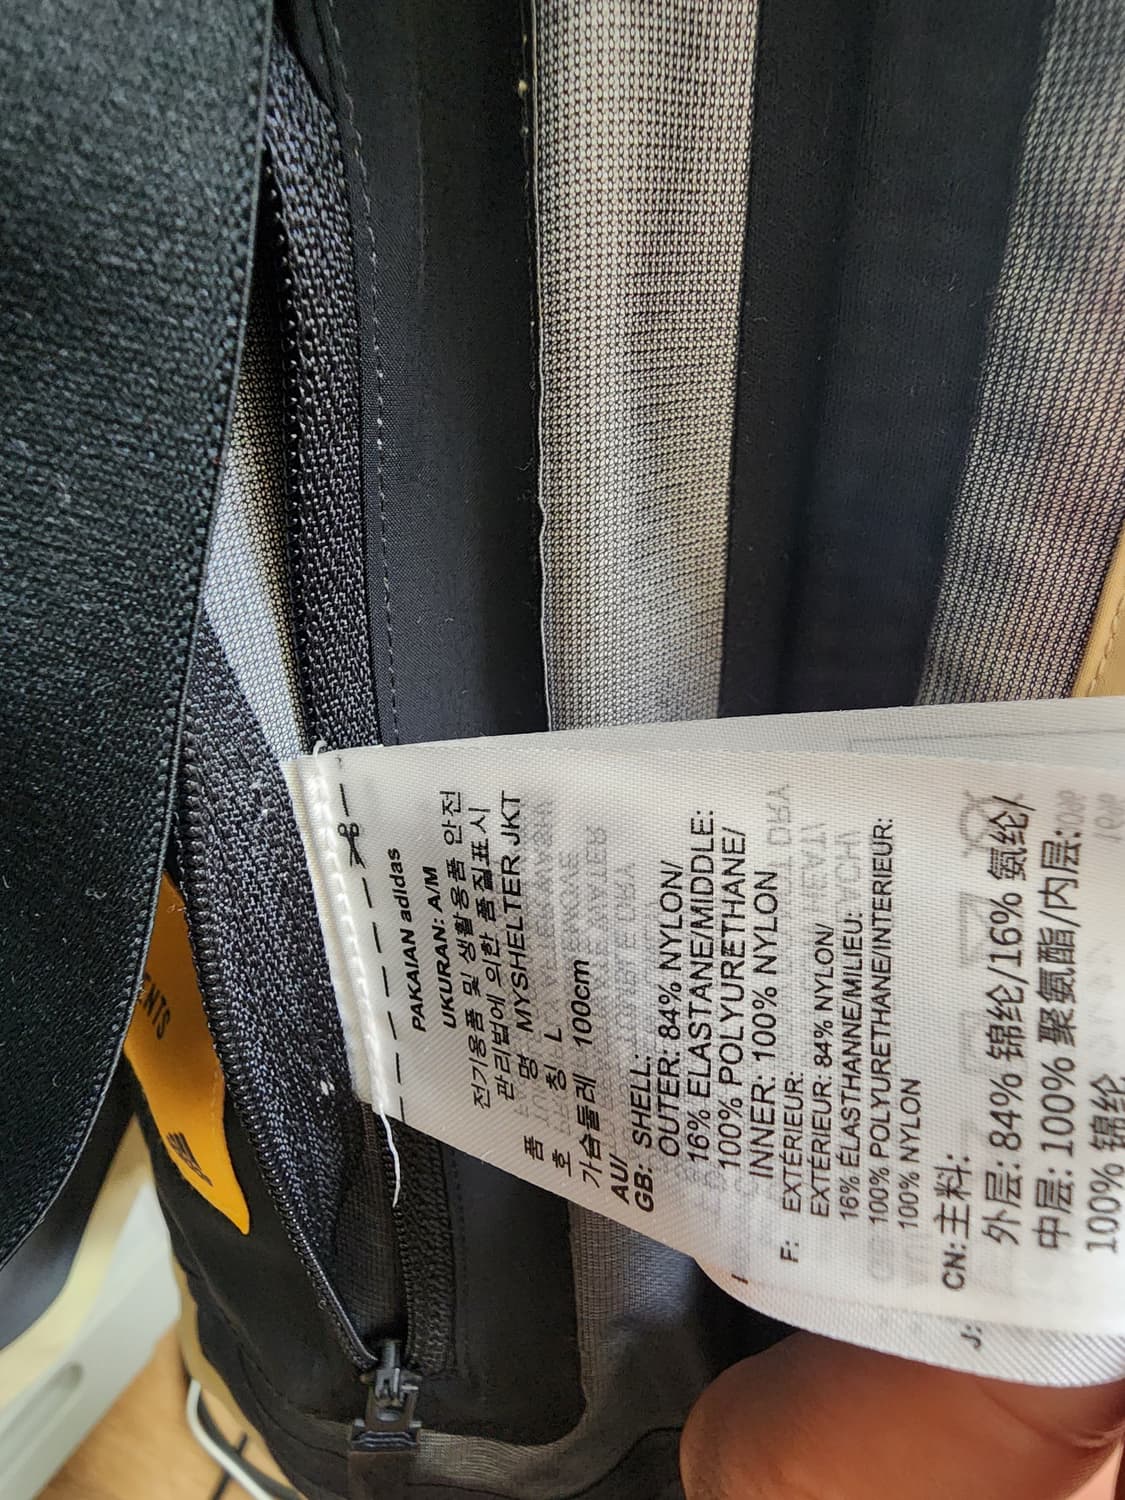 PAKAIAN adidas
UKURAN: A/M
전기용품 및 생활용품 안전
관리법에 의한 품질표시
품 명 MYSHELTER JKT
호 칭 L
가슴둘레 100cm
AU/
GB: SHELL:
OUTER: 84% NYLON/
16% ELASTANE/MIDDLE:
100% POLYURETHANE/
INNER: 100% NYLON
F: EXTÉRIEUR:
EXTÉRIEUR: 84% NYLON/
16% ÉLASTHANNE/MILIEU:
100% POLYURETHANE/INTERIEUR:
100% NYLON
CN: 主料:
外层: 84% 锦纶/16% 氨纶/
中层: 100% 聚氨酯/内层:
100% 锦纶
J:
ENTS